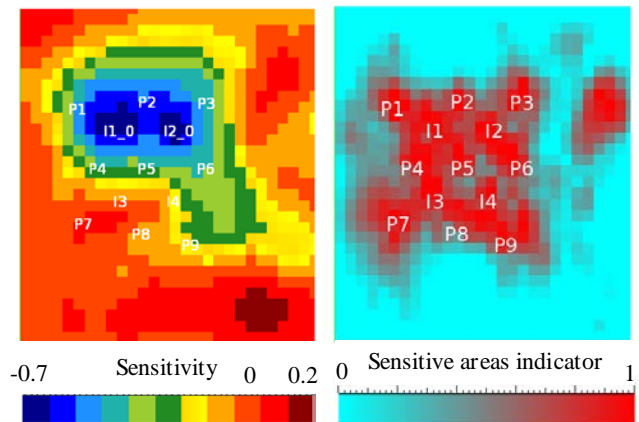 P1 P2 P3
I1_0 I2_0
P4 P5 P6
I3 I4
P7 P8 P9
P1 P2 P3
I1 I2
P4 P5 P6
I3 I4
P7 P8 P9
-0.7 Sensitivity 0 0.2
0 Sensitive areas indicator 1